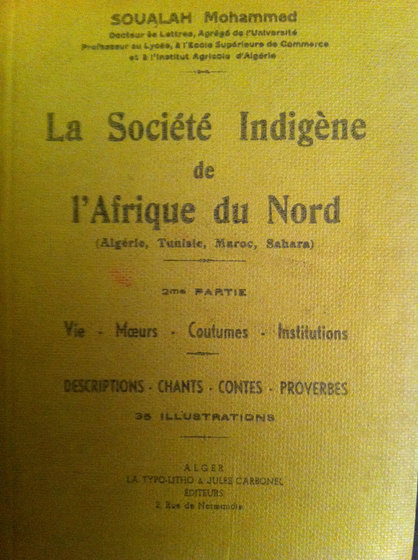 SOUALAH Mohammed
Docteur ès Lettres, Agrégé de l'Université
Professeur au Lycée, à l'Ecole Supérieure de Commerce
et à l'Institut Agricole d'Algérie
La Société Indigène
de
l'Afrique du Nord
(Algérie, Tunisie, Maroc, Sahara)
2me PARTIE
Vie - Mœurs - Coutumes - Institutions
DESCRIPTIONS - CHANTS - CONTES - PROVERBES
35 ILLUSTRATIONS
ALGER
LA TYPO-LITHO & JULES CARBONEL
ÉDITEURS
2, Rue de Normandie